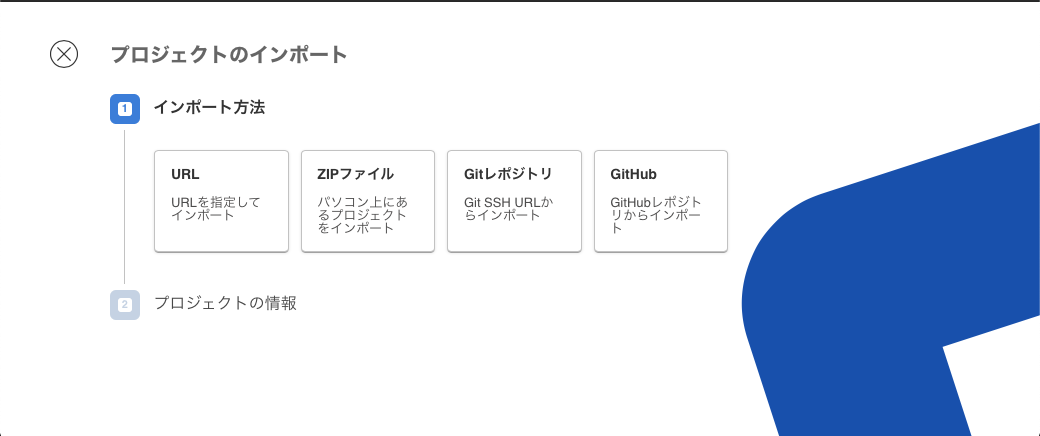 プロジェクトのインポート
1 インポート方法
URL
URLを指定して
インポート
ZIPファイル
パソコン上にあ
るプロジェクト
をインポート
Gitレポジトリ
Git SSH URLか
らインポート
GitHub
GitHubレポジト
リからインポー
ト
2 プロジェクトの情報